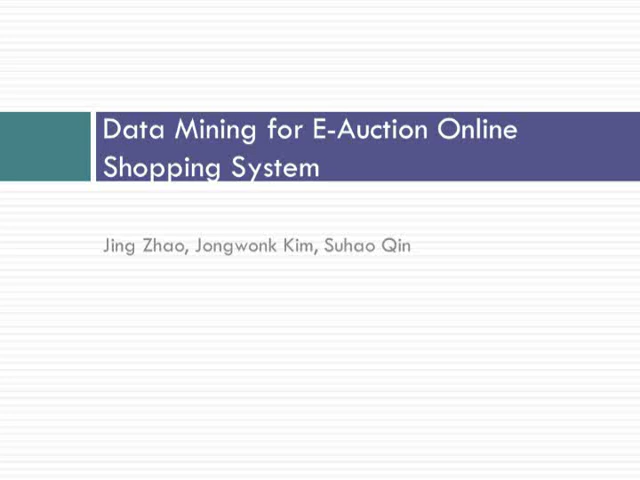 Data Mining for E-Auction Online
Shopping System
Jing Zhao, Jongwonk Kim, Suhao Qin